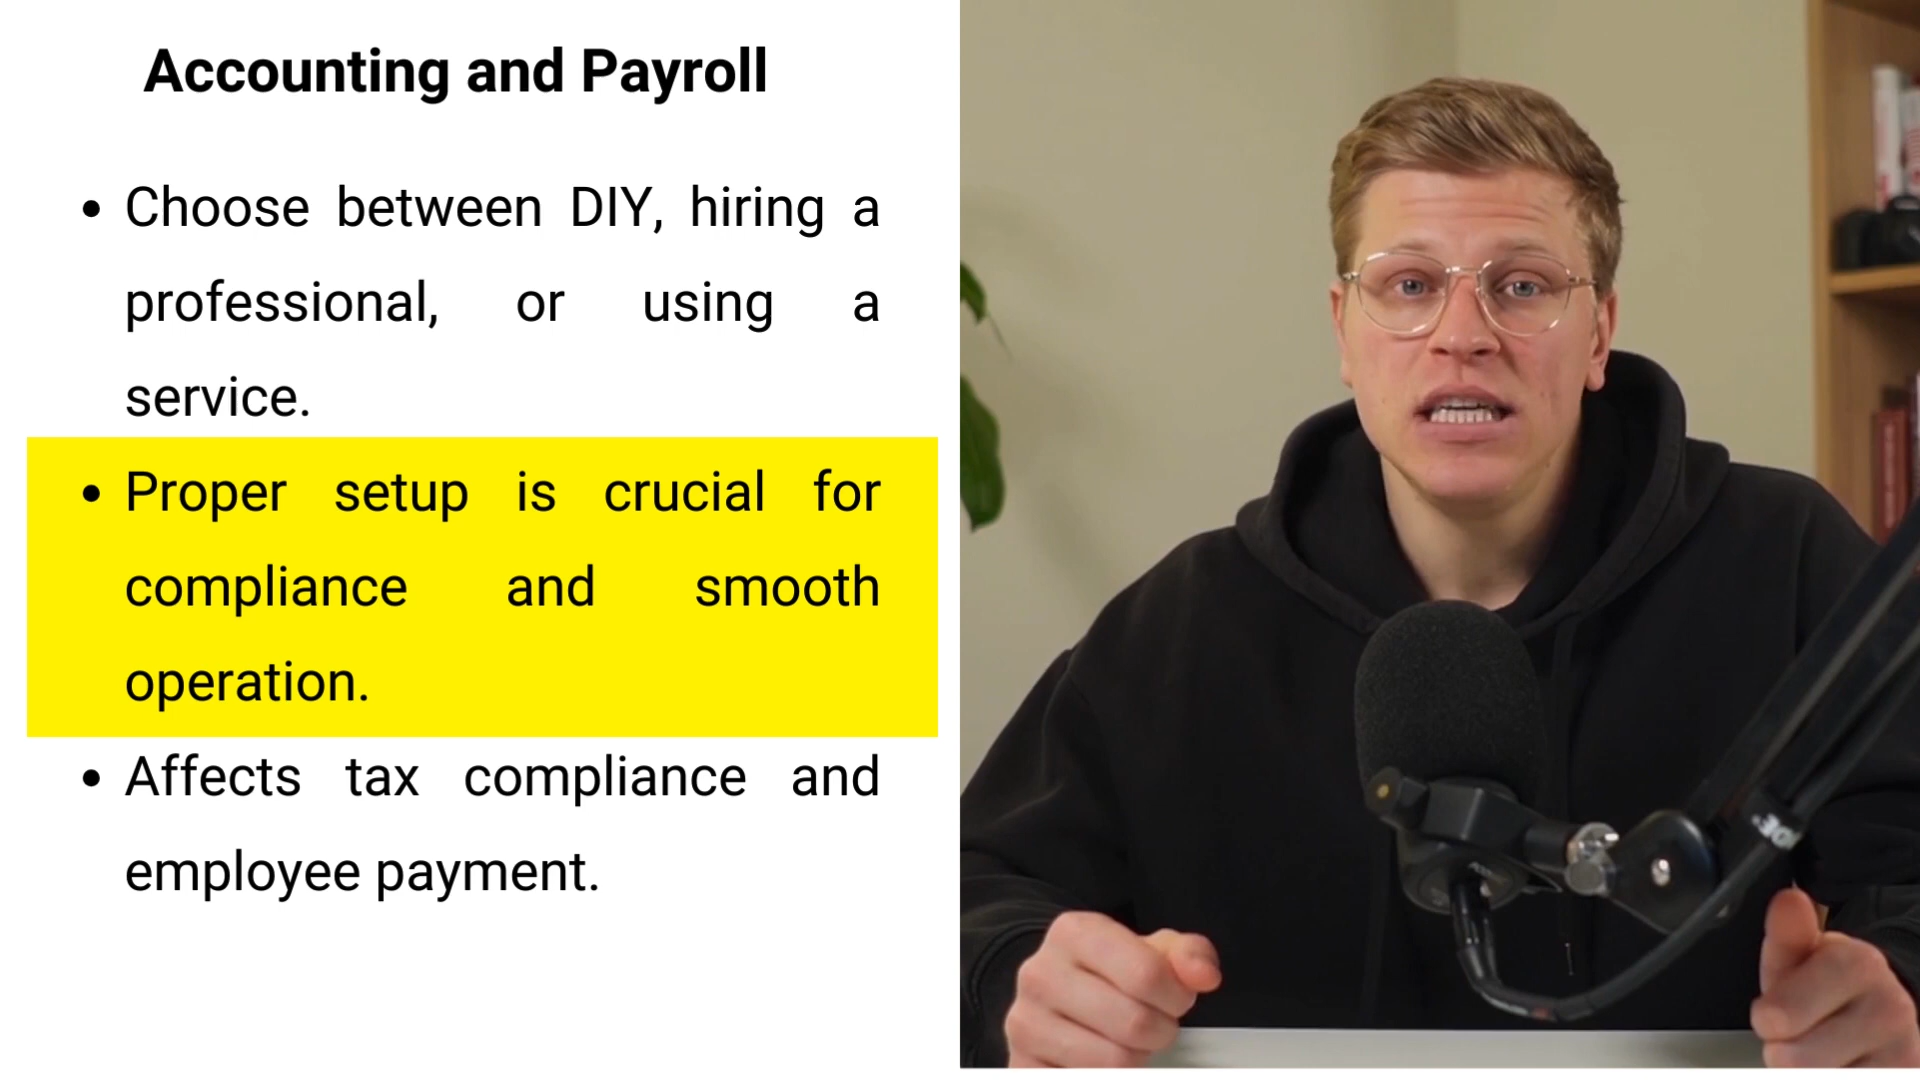 Accounting and Payroll
• Choose between DIY, hiring a
professional, or using a
service.
• Proper setup is crucial for
compliance and smooth
operation.
• Affects tax compliance and
employee payment.